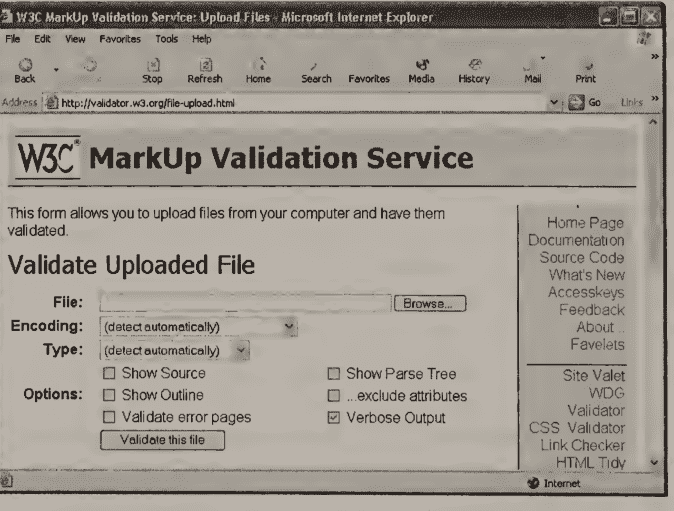 W3C MarkUp Validation Service: Upload Files - Microsoft Internet Explorer
File Edit View Favorites Tools Help
Back Stop Refresh Home Search Favorites Media History Mail Print
Address http://validator.w3.org/file-upload.html Go Links
W3C® MarkUp Validation Service
This form allows you to upload files from your computer and have them
validated.
Validate Uploaded File
File: Browse...
Encoding: (detect automatically)
Type: (detect automatically)
Show Source Show Parse Tree
Options: Show Outline ...exclude attributes
Validate error pages Verbose Output
Validate this file
Home Page
Documentation
Source Code
What's New
Accesskeys
Feedback
About...
Favelets
Site Valet
WDG
Validator
CSS Validator
Link Checker
HTML Tidy
Internet